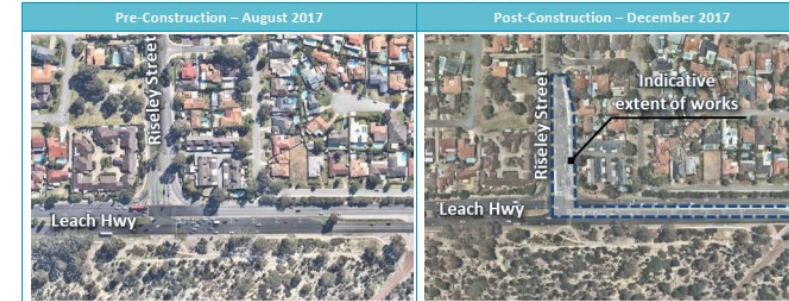 Pre-Construction – August 2017
Post-Construction – December 2017
Riseley Street
Leach Hwy
Riseley Street
Indicative
extent of works
Leach Hwy